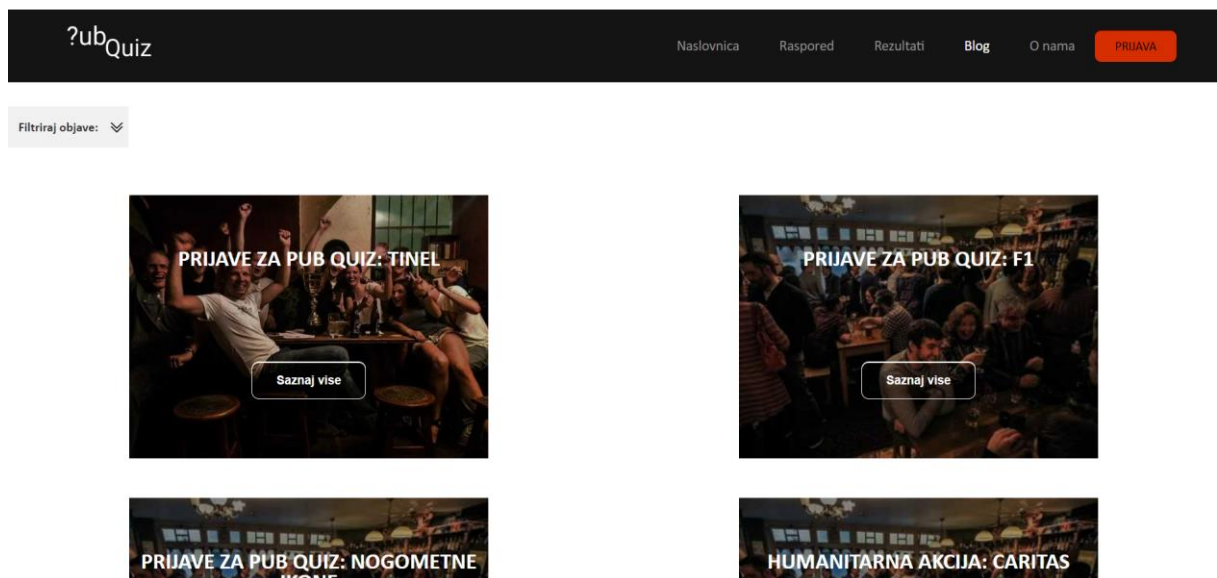 ?ubQuiz
Naslovnica Raspored Rezultati Blog O nama PRIJAVA
Filtriraj objave:
PRIJAVE ZA PUB QUIZ: TINEL
Saznaj vise
PRIJAVE ZA PUB QUIZ: F1
Saznaj vise
PRIJAVE ZA PUB QUIZ: NOGOMETNE
IKONE
HUMANITARNA AKCIJA: CARITAS